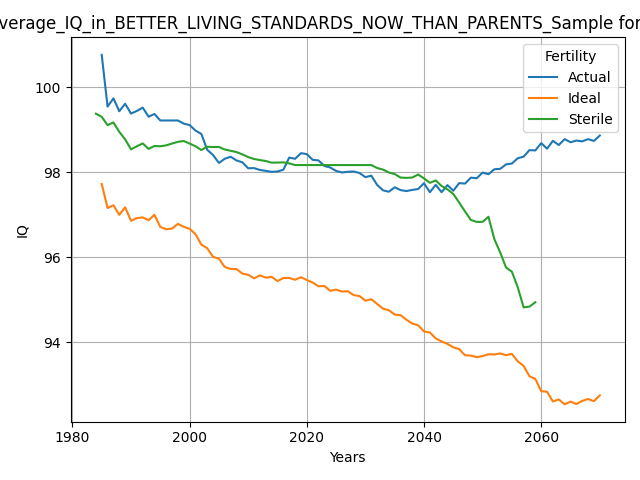 verage_IQ_in_BETTER_LIVING_STANDARDS_NOW_THAN_PARENTS_Sample for
Fertility
Actual
Ideal
Sterile
IQ
100
98
96
94
1980
2000
2020
2040
2060
Years